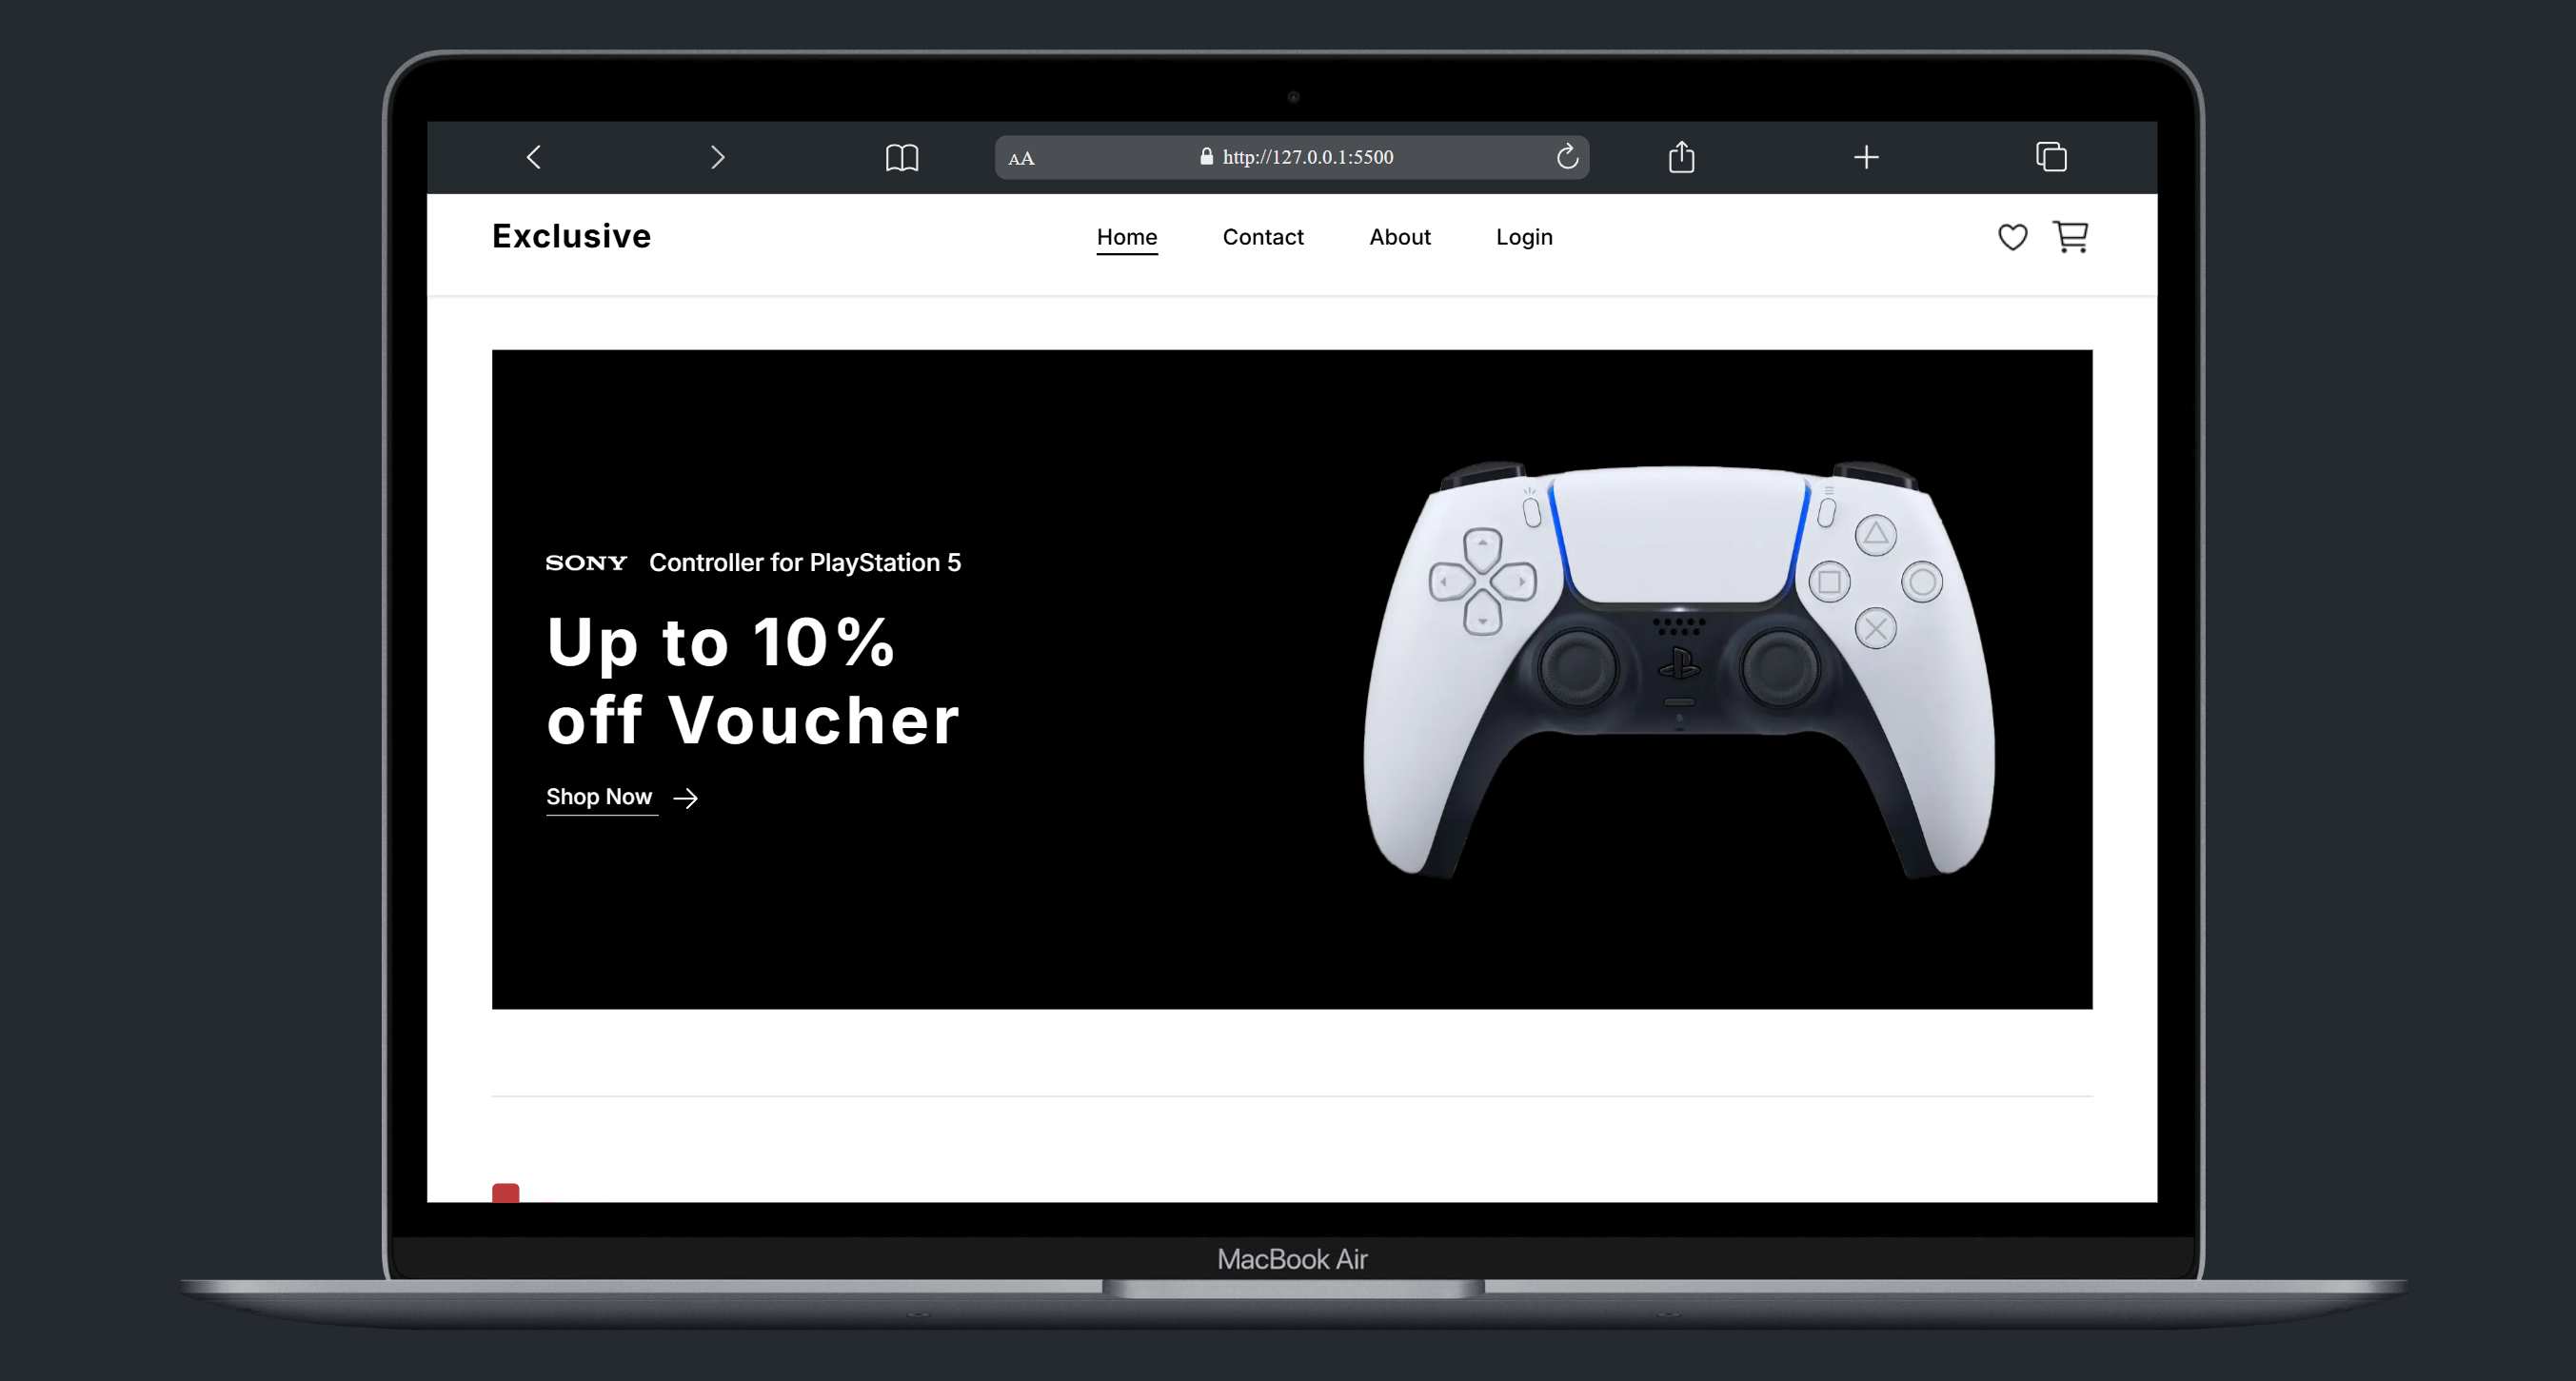 AA http://127.0.0.1:5500
Exclusive Home Contact About Login
SONY Controller for PlayStation 5
Up to 10%
off Voucher
Shop Now
MacBook Air